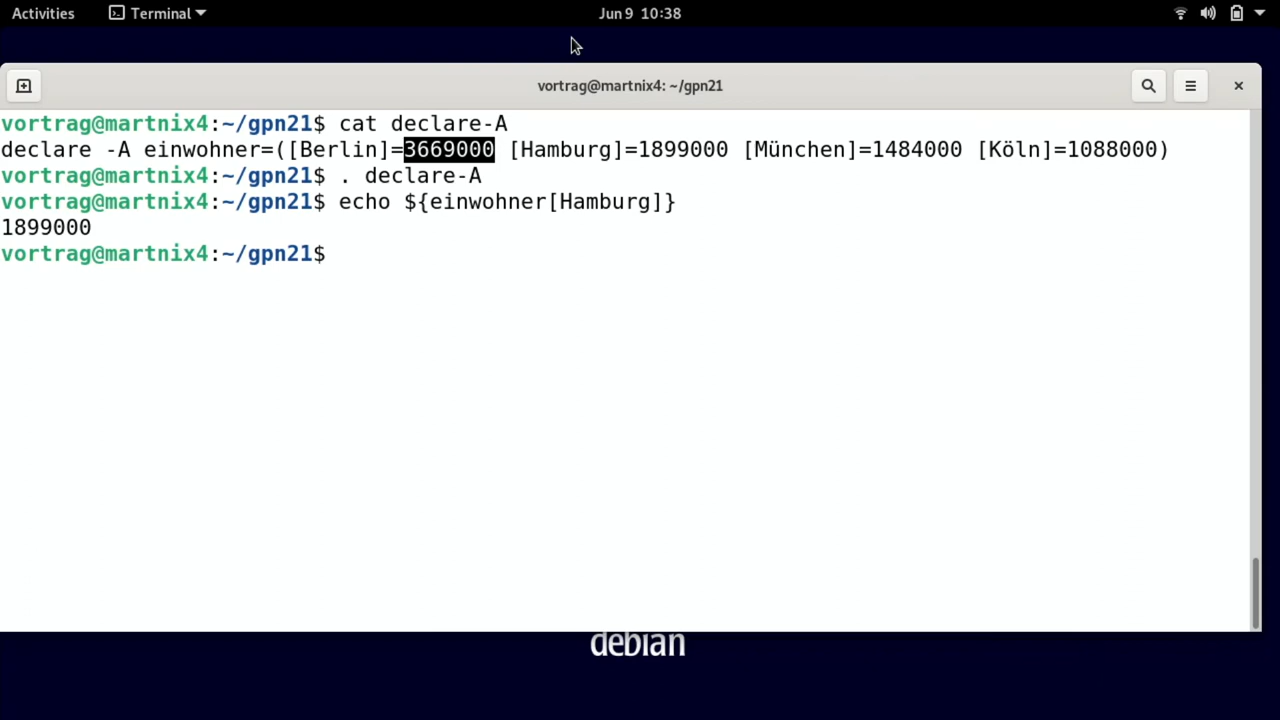 Activities Terminal Jun 9 10:38
vortrag@martnix4: ~/gpn21
vortrag@martnix4:~/gpn21$ cat declare-A
declare -A einwohner=([Berlin]=3669000 [Hamburg]=1899000 [München]=1484000 [Köln]=1088000)
vortrag@martnix4:~/gpn21$ . declare-A
vortrag@martnix4:~/gpn21$ echo ${einwohner[Hamburg]}
1899000
vortrag@martnix4:~/gpn21$
debian